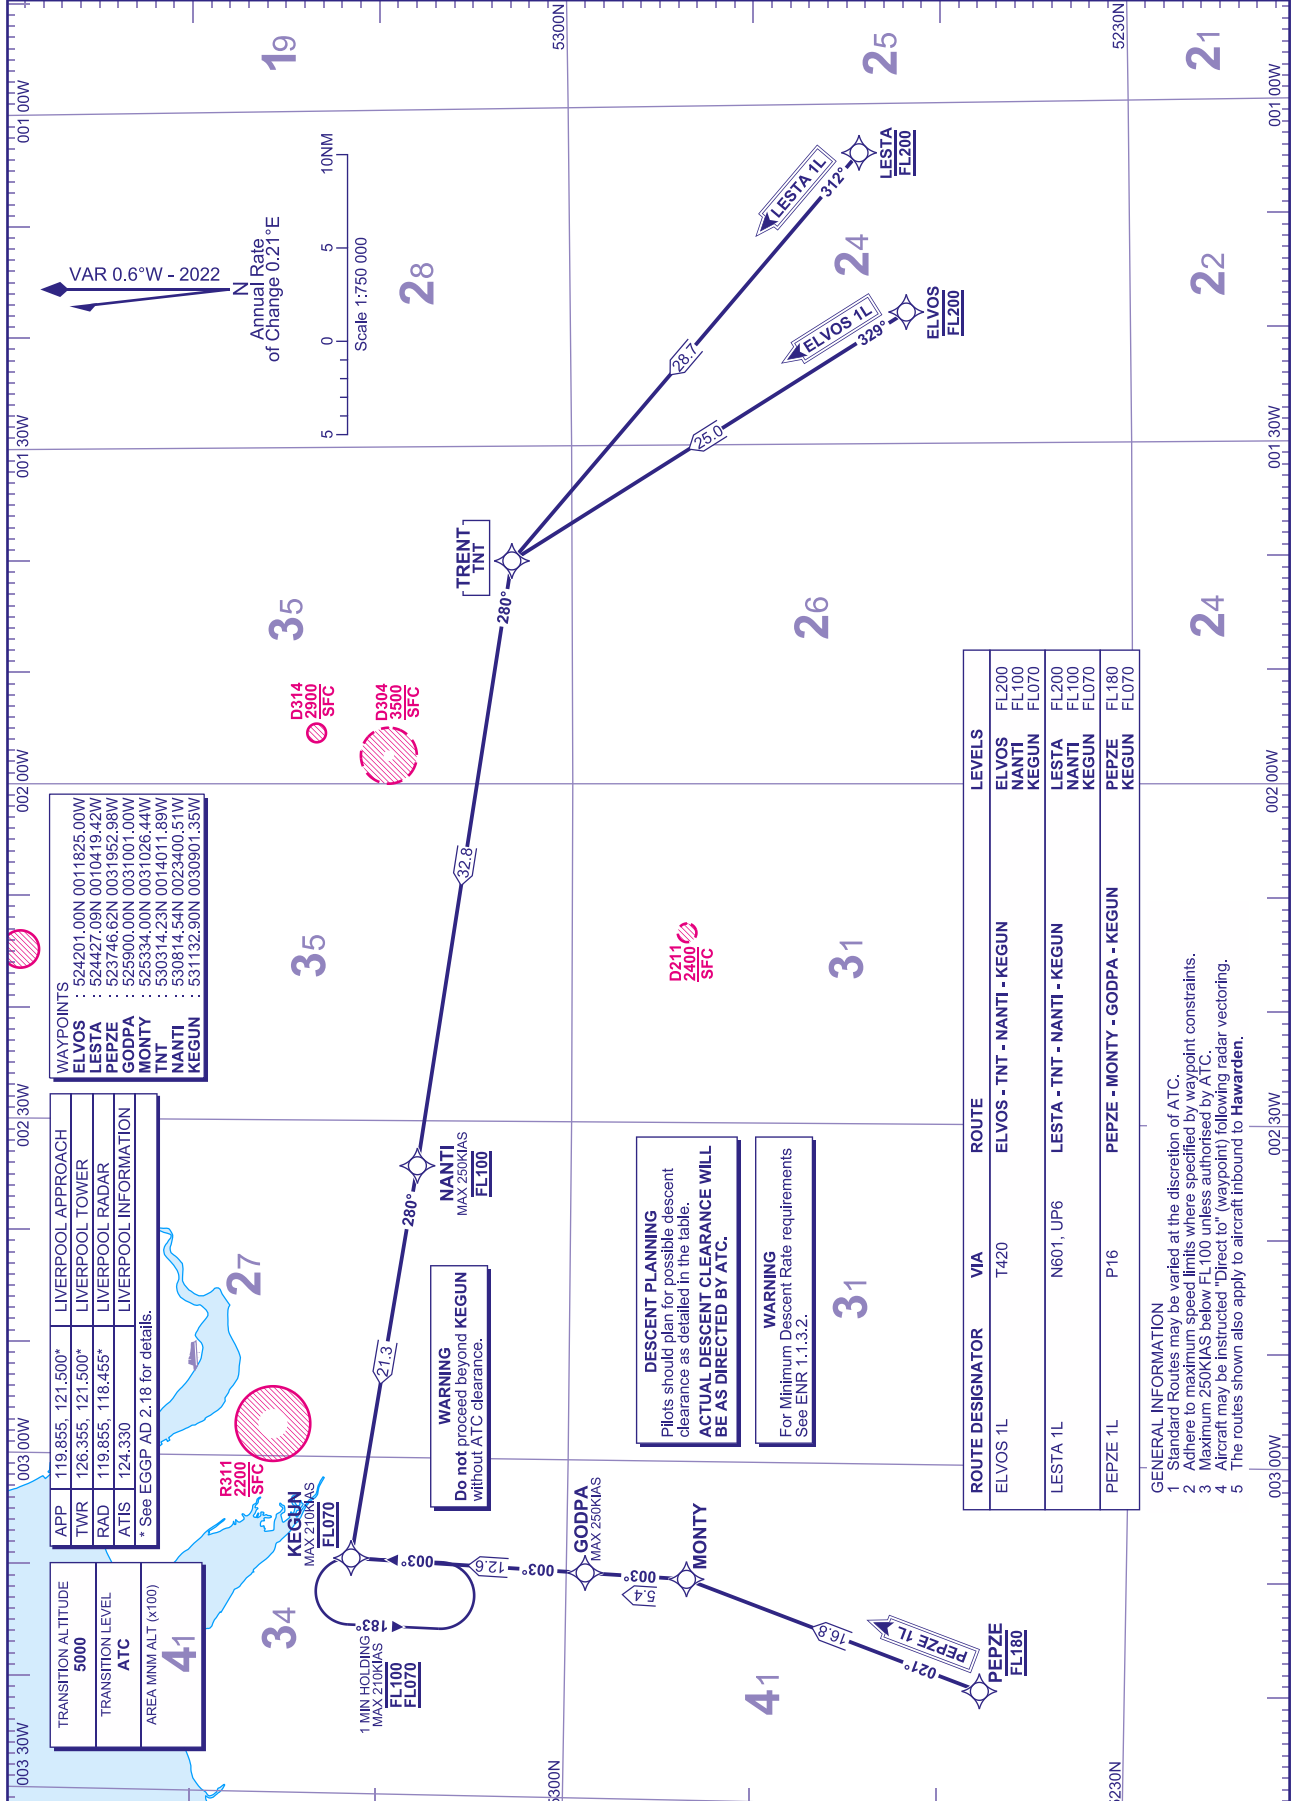 003 30W
003 00W
002 30W
002 00W
001 30W
001 00W
TRANSITION ALTITUDE
5000
TRANSITION LEVEL
ATC
AREA MNM ALT (x100)
41
APP 119.855, 121.500* LIVERPOOL APPROACH
TWR 126.355, 121.500* LIVERPOOL TOWER
RAD 119.855, 118.455* LIVERPOOL RADAR
ATIS 124.330 LIVERPOOL INFORMATION
* See EGGP AD 2.18 for details.
WAYPOINTS
ELVOS : 524201.00N 0011825.00W
LESTA : 524427.09N 0010419.42W
PEPZE : 523746.62N 0031952.98W
GODPA : 525900.00N 0031001.00W
MONTY : 525334.00N 0031026.44W
TNT : 530314.23N 0014011.89W
NANTI : 530814.54N 0023400.51W
KEGUN : 531132.90N 0030901.35W
VAR 0.6°W - 2022
N
Annual Rate
of Change 0.21°E
5 0 5 10NM
Scale 1:750 000
19
28
35
35
27
34
R311
2200
SFC
D314
2900
SFC
D304
3500
SFC
KEGUN
MAX 210KIAS
FL070
1 MIN HOLDING
MAX 210KIAS
FL100
FL070
183°
003°
21.3
280°
NANTI
MAX 250KIAS
FL100
32.8
280°
TRENT
TNT
WARNING
Do not proceed beyond KEGUN
without ATC clearance.
12.6
003°
GODPA
MAX 250KIAS
003°
5.4
MONTY
16.8
021°
PEPZE 1L
PEPZE
FL180
5300N
5300N
28.7
312°
LESTA 1L
LESTA
FL200
25.0
329°
ELVOS 1L
ELVOS
FL200
D211
2400
SFC
DESCENT PLANNING
Pilots should plan for possible descent
clearance as detailed in the table.
ACTUAL DESCENT CLEARANCE WILL
BE AS DIRECTED BY ATC.
WARNING
For Minimum Descent Rate requirements
See ENR 1.1.3.2.
41
31
31
26
24
25
ROUTE DESIGNATOR VIA ROUTE LEVELS
ELVOS 1L T420 ELVOS - TNT - NANTI - KEGUN ELVOS FL200
NANTI FL100
KEGUN FL070
LESTA 1L N601, UP6 LESTA - TNT - NANTI - KEGUN LESTA FL200
NANTI FL100
KEGUN FL070
PEPZE 1L P16 PEPZE - MONTY - GODPA - KEGUN PEPZE FL180
KEGUN FL070
5230N
5230N
GENERAL INFORMATION
1 Standard Routes may be varied at the discretion of ATC.
2 Adhere to maximum speed limits where specified by waypoint constraints.
3 Maximum 250KIAS below FL100 unless authorised by ATC.
4 Aircraft may be instructed "Direct to" (waypoint) following radar vectoring.
5 The routes shown also apply to aircraft inbound to Hawarden.
24
22
21
003 00W
002 30W
002 00W
001 30W
001 00W